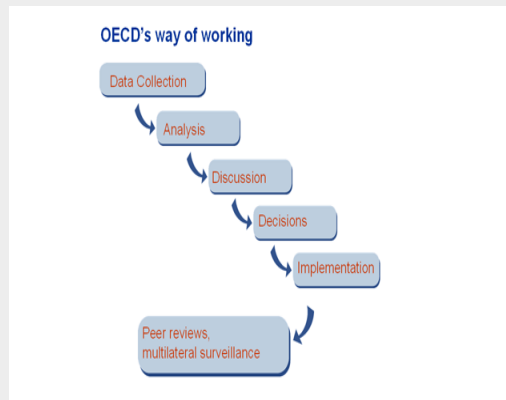 OECD's way of working
Data Collection
Analysis
Discussion
Decisions
Implementation
Peer reviews,
multilateral surveillance